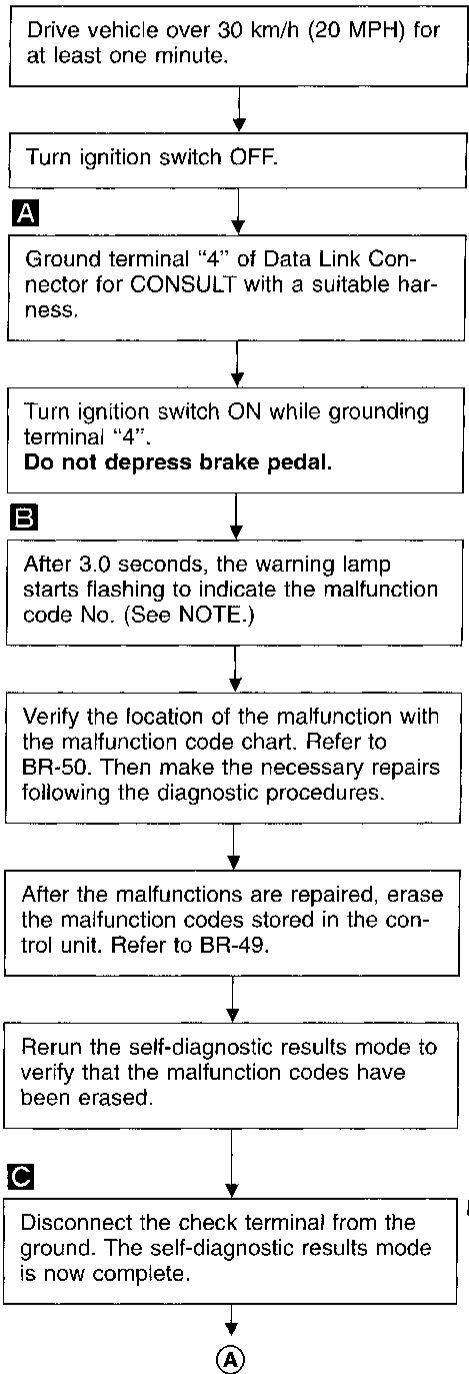 Drive vehicle over 30 km/h (20 MPH) for
at least one minute.
Turn ignition switch OFF.
A
Ground terminal “4” of Data Link Con-
nector for CONSULT with a suitable har-
ness.
Turn ignition switch ON while grounding
terminal “4”.
Do not depress brake pedal.
B
After 3.0 seconds, the warning lamp
starts flashing to indicate the malfunction
code No. (See NOTE.)
Verify the location of the malfunction with
the malfunction code chart. Refer to
BR-50. Then make the necessary repairs
following the diagnostic procedures.
After the malfunctions are repaired, erase
the malfunction codes stored in the con-
trol unit. Refer to BR-49.
Rerun the self-diagnostic results mode to
verify that the malfunction codes have
been erased.
C
Disconnect the check terminal from the
ground. The self-diagnostic results mode
is now complete.
A